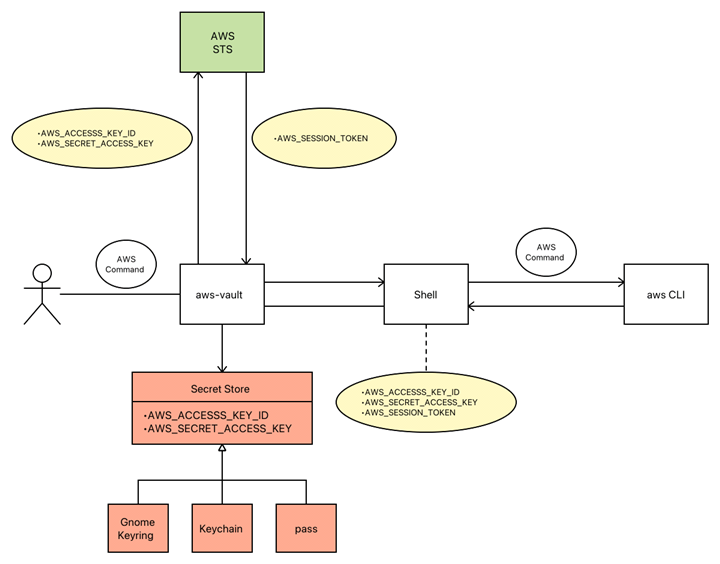 AWS
STS
•AWS_ACCESSS_KEY_ID
•AWS_SECRET_ACCESS_KEY
•AWS_SESSION_TOKEN
AWS
Command
AWS
Command
aws-vault
Shell
aws CLI
Secret Store
•AWS_ACCESSS_KEY_ID
•AWS_SECRET_ACCESS_KEY
•AWS_ACCESSS_KEY_ID
•AWS_SECRET_ACCESS_KEY
•AWS_SESSION_TOKEN
Gnome
Keyring
Keychain
pass